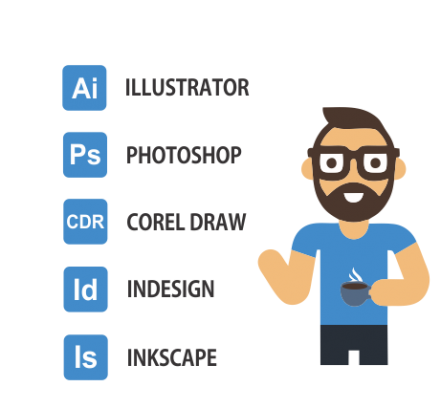 Ai ILLUSTRATOR
Ps PHOTOSHOP
CDR COREL DRAW
Id INDESIGN
Is INKSCAPE